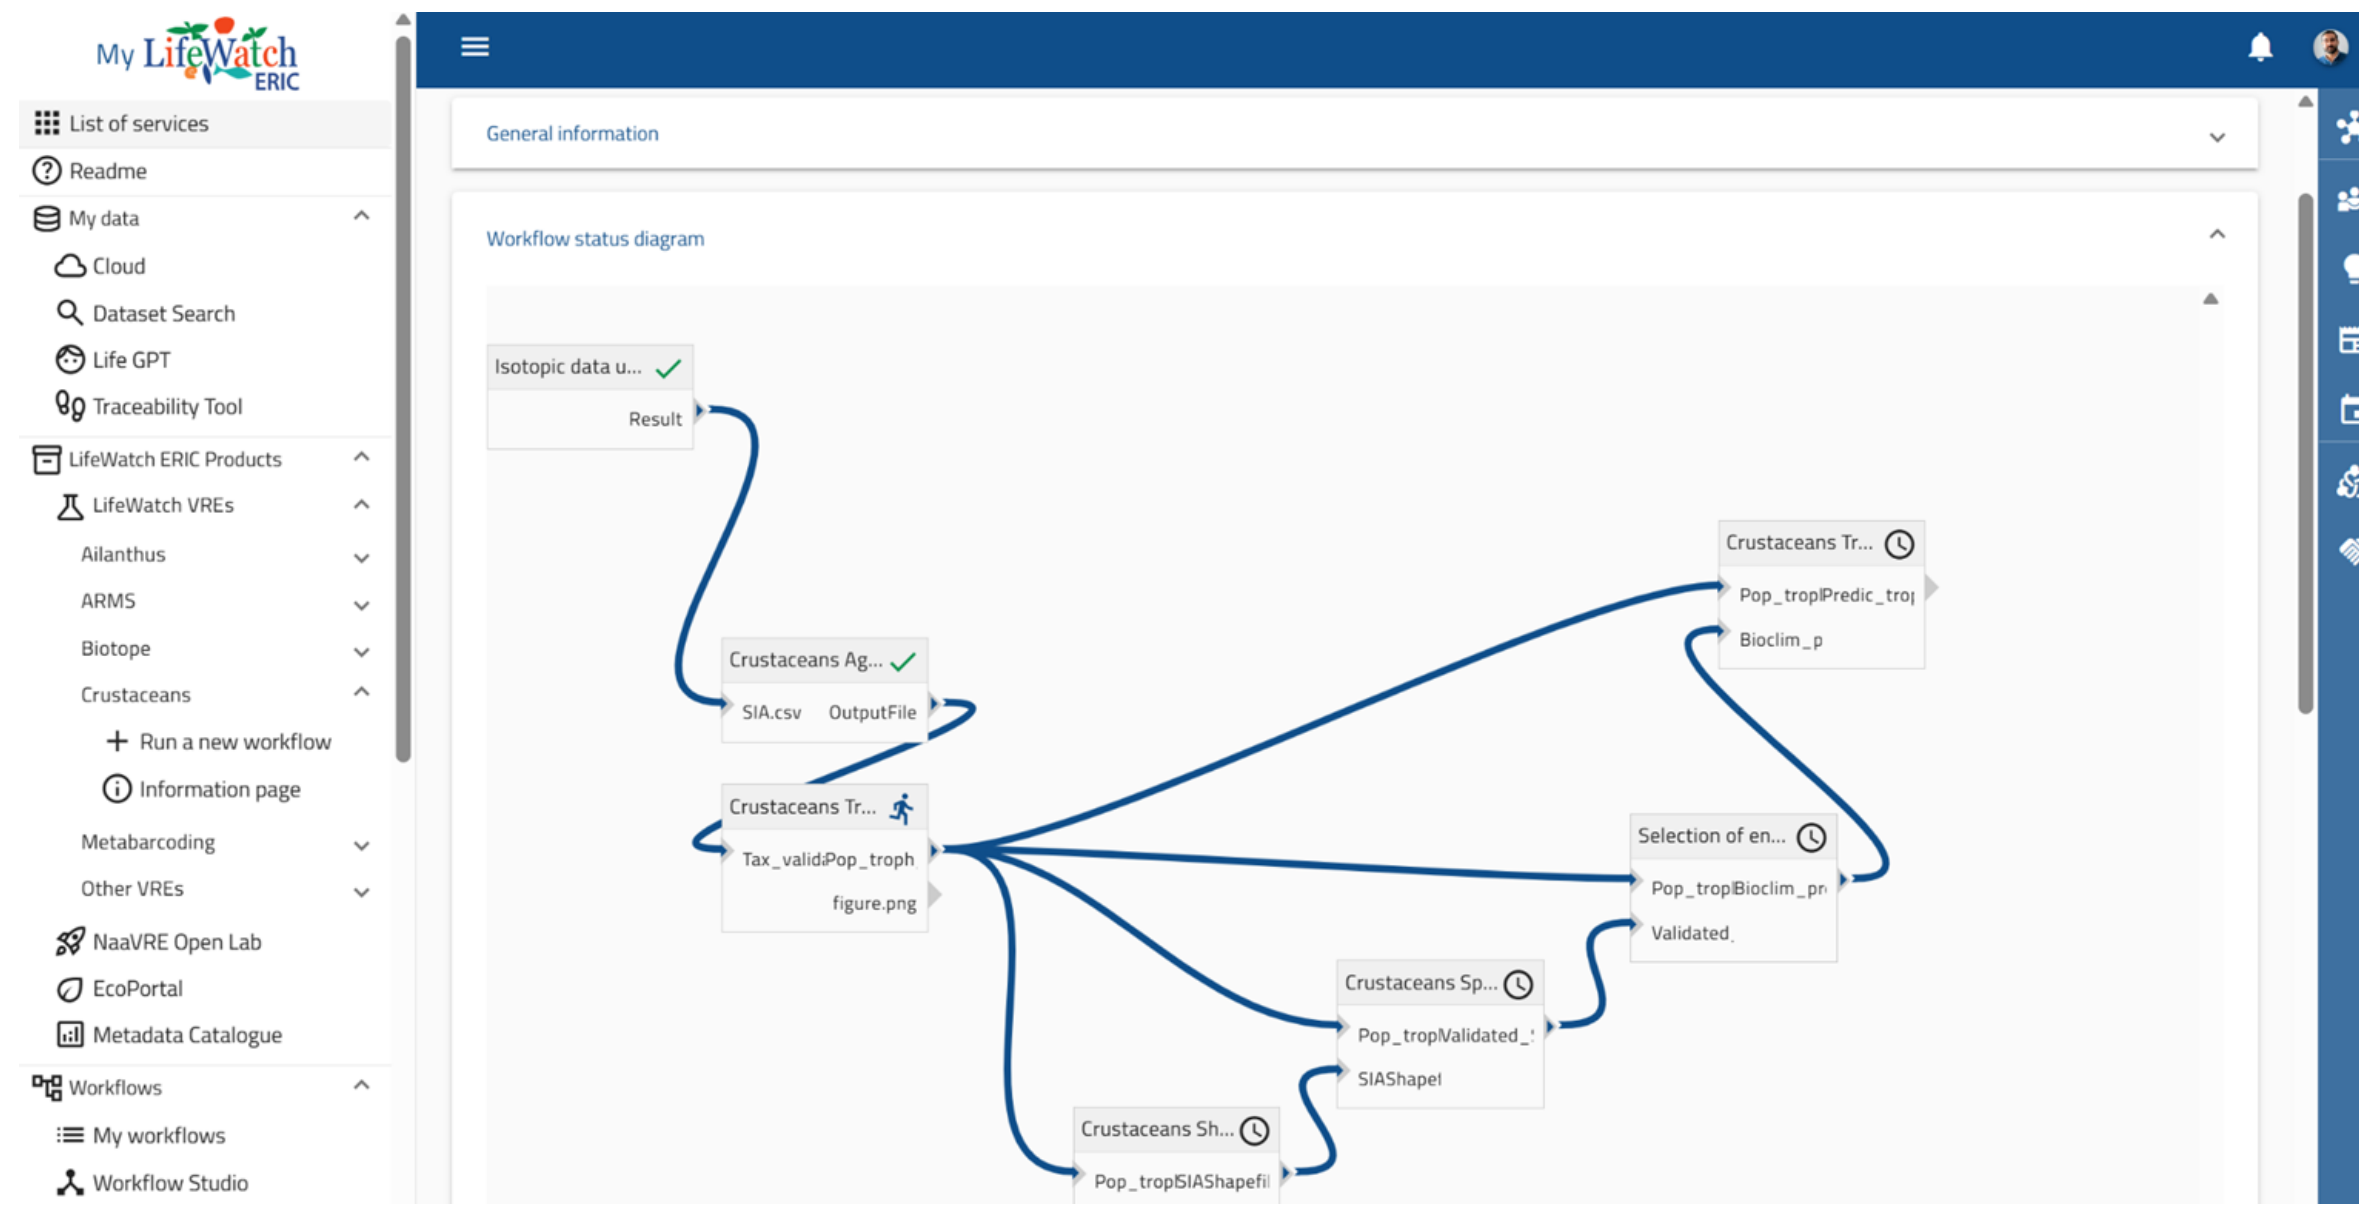 My LifeWatch
ERIC
List of services
Readme
My data
Cloud
Dataset Search
Life GPT
Traceability Tool
LifeWatch ERIC Products
LifeWatch VREs
Ailanthus
ARMS
Biotope
Crustaceans
Run a new workflow
Information page
Metabarcoding
Other VREs
NaaVRE Open Lab
EcoPortal
Metadata Catalogue
Workflows
My workflows
Workflow Studio
General information
Workflow status diagram
Isotopic data u...
Result
Crustaceans Ag...
SIA.csv OutputFile
Crustaceans Tr...
Tax_valid Pop_troph
figure.png
Crustaceans Tr...
Pop_trop Predic_trop
Bioclim_p
Selection of en...
Pop_trop Bioclim_pr
Validated_
Crustaceans Sp...
Pop_trop Validated_S
SIAShapef
Crustaceans Sh...
Pop_trop SIAShapefil